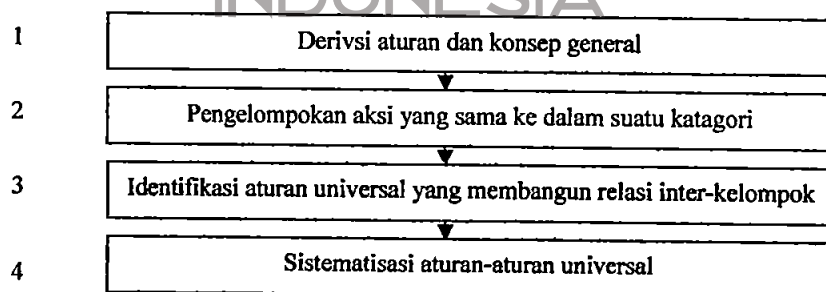 INDONESIA
1 Derivsi aturan dan konsep general
2 Pengelompokan aksi yang sama ke dalam suatu katagori
3 Identifikasi aturan universal yang membangun relasi inter-kelompok
4 Sistematisasi aturan-aturan universal